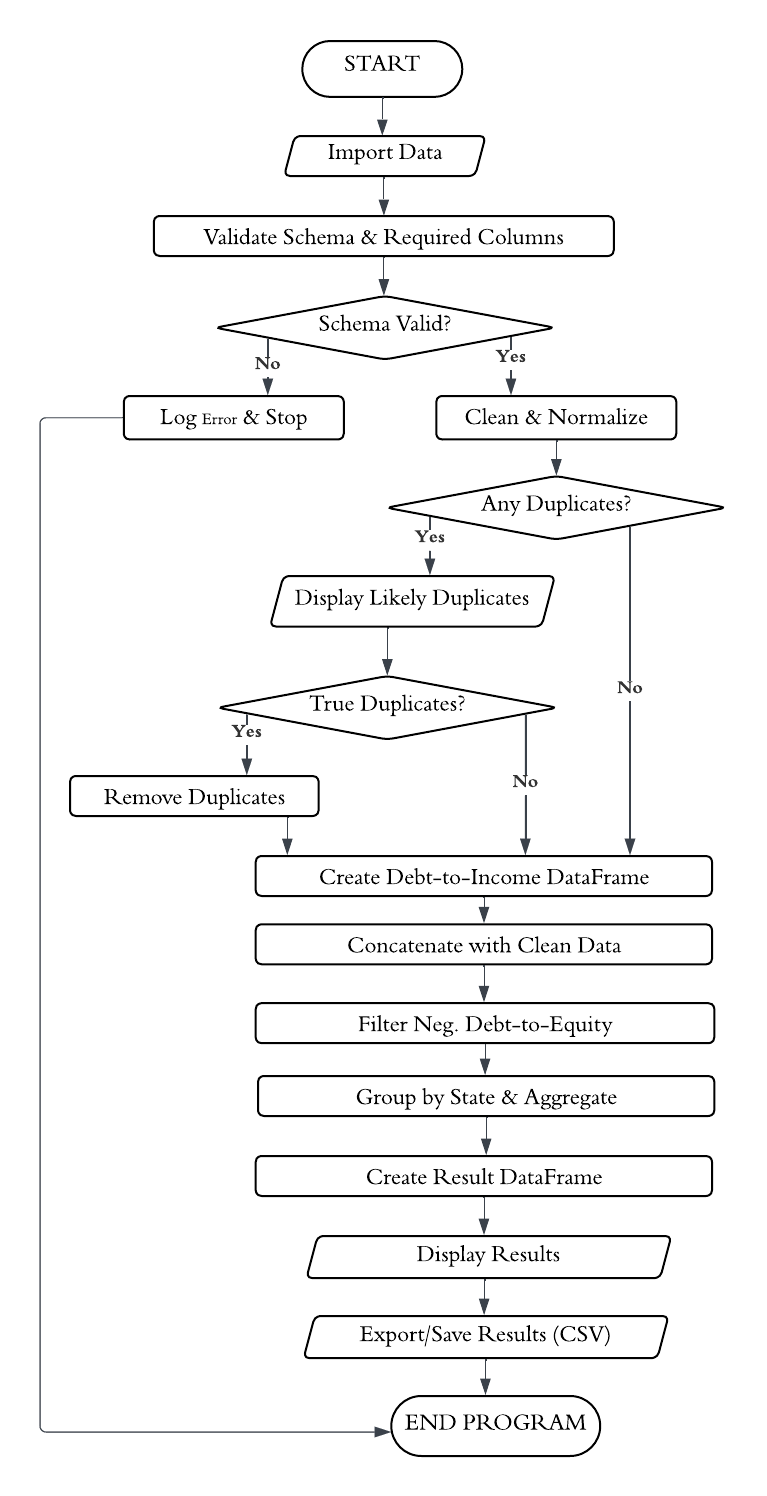 START
Import Data
Validate Schema & Required Columns
Schema Valid?
No
Yes
Log Error & Stop
Clean & Normalize
Any Duplicates?
Yes
Display Likely Duplicates
No
True Duplicates?
Yes
No
Remove Duplicates
Create Debt-to-Income DataFrame
Concatenate with Clean Data
Filter Neg. Debt-to-Equity
Group by State & Aggregate
Create Result DataFrame
Display Results
Export/Save Results (CSV)
END PROGRAM